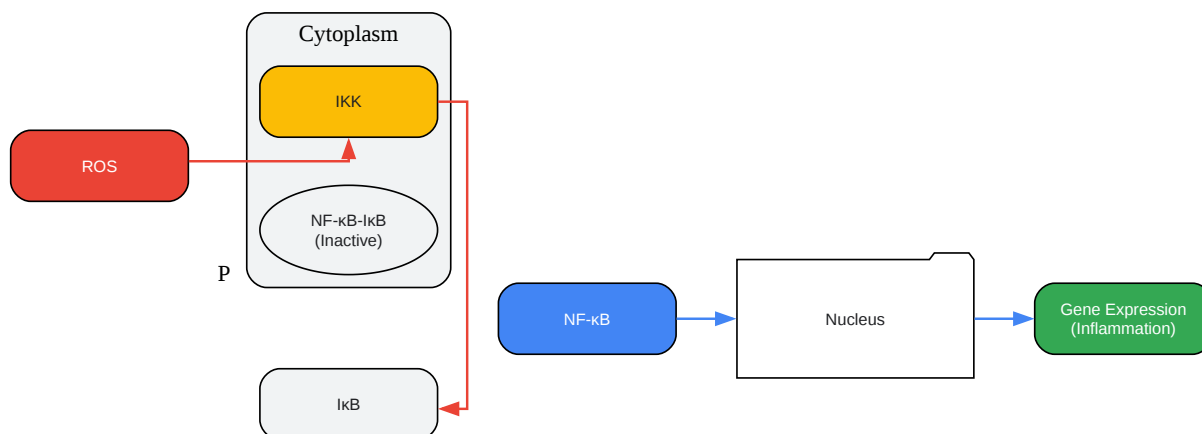 Cytoplasm
IKK
ROS
NF-κB-IκB
(Inactive)
P
NF-κB
Nucleus
Gene Expression
(Inflammation)
IκB